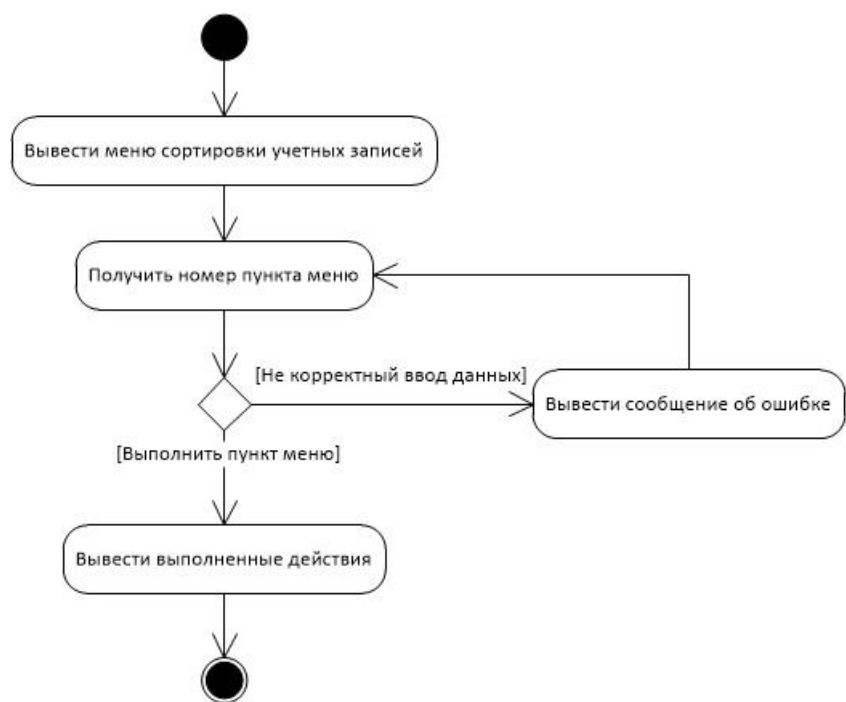 Вывести меню сортировки учетных записей
Получить номер пункта меню
[Не корректный ввод данных]
Вывести сообщение об ошибке
[Выполнить пункт меню]
Вывести выполненные действия